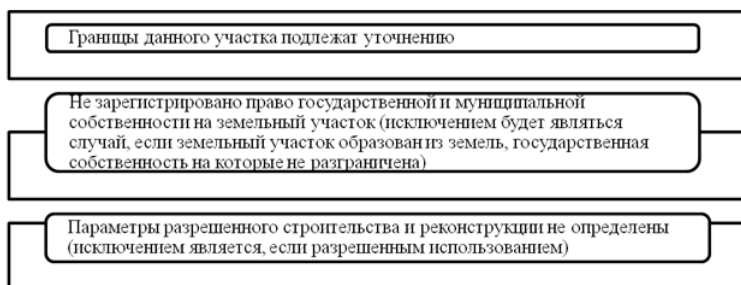 Границы данного участка подлежат уточнению
Не зарегистрировано право государственной и муниципальной
собственности на земельный участок (исключением будет являться
случай, если земельный участок образован из земель, государственная
собственность на которые не разграничена)
Параметры разрешенного строительства и реконструкции не определены
(исключением является, если разрешенным использованием)